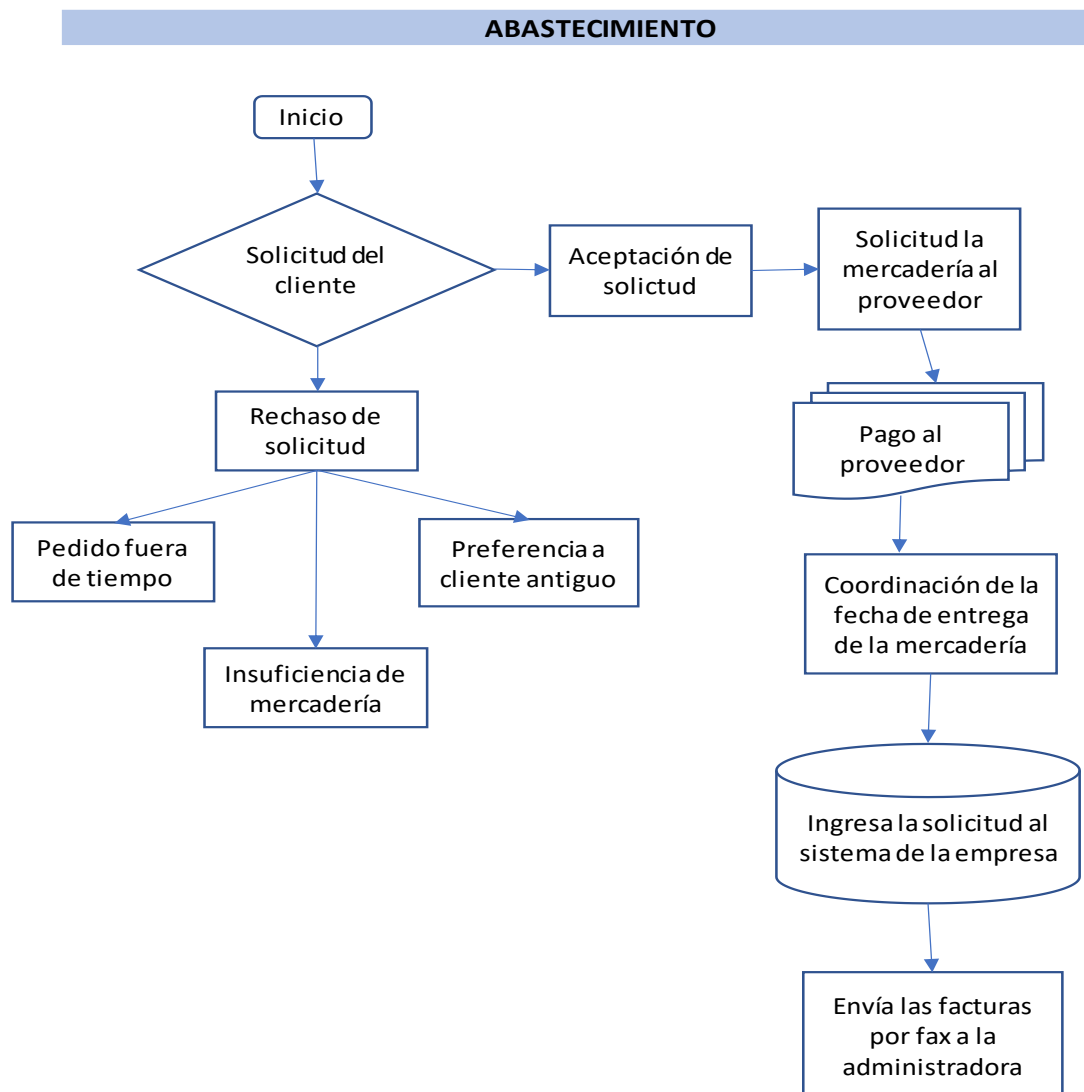 ABASTECIMIENTO
Inicio
Solicitud del
cliente
Aceptación de
solictud
Solicitud la
mercadería al
proveedor
Rechaso de
solicitud
Pago al
proveedor
Pedido fuera
de tiempo
Preferencia a
cliente antiguo
Insuficiencia de
mercadería
Coordinación de la
fecha de entrega
de la mercadería
Ingresa la solicitud al
sistema de la empresa
Envía las facturas
por fax a la
administradora